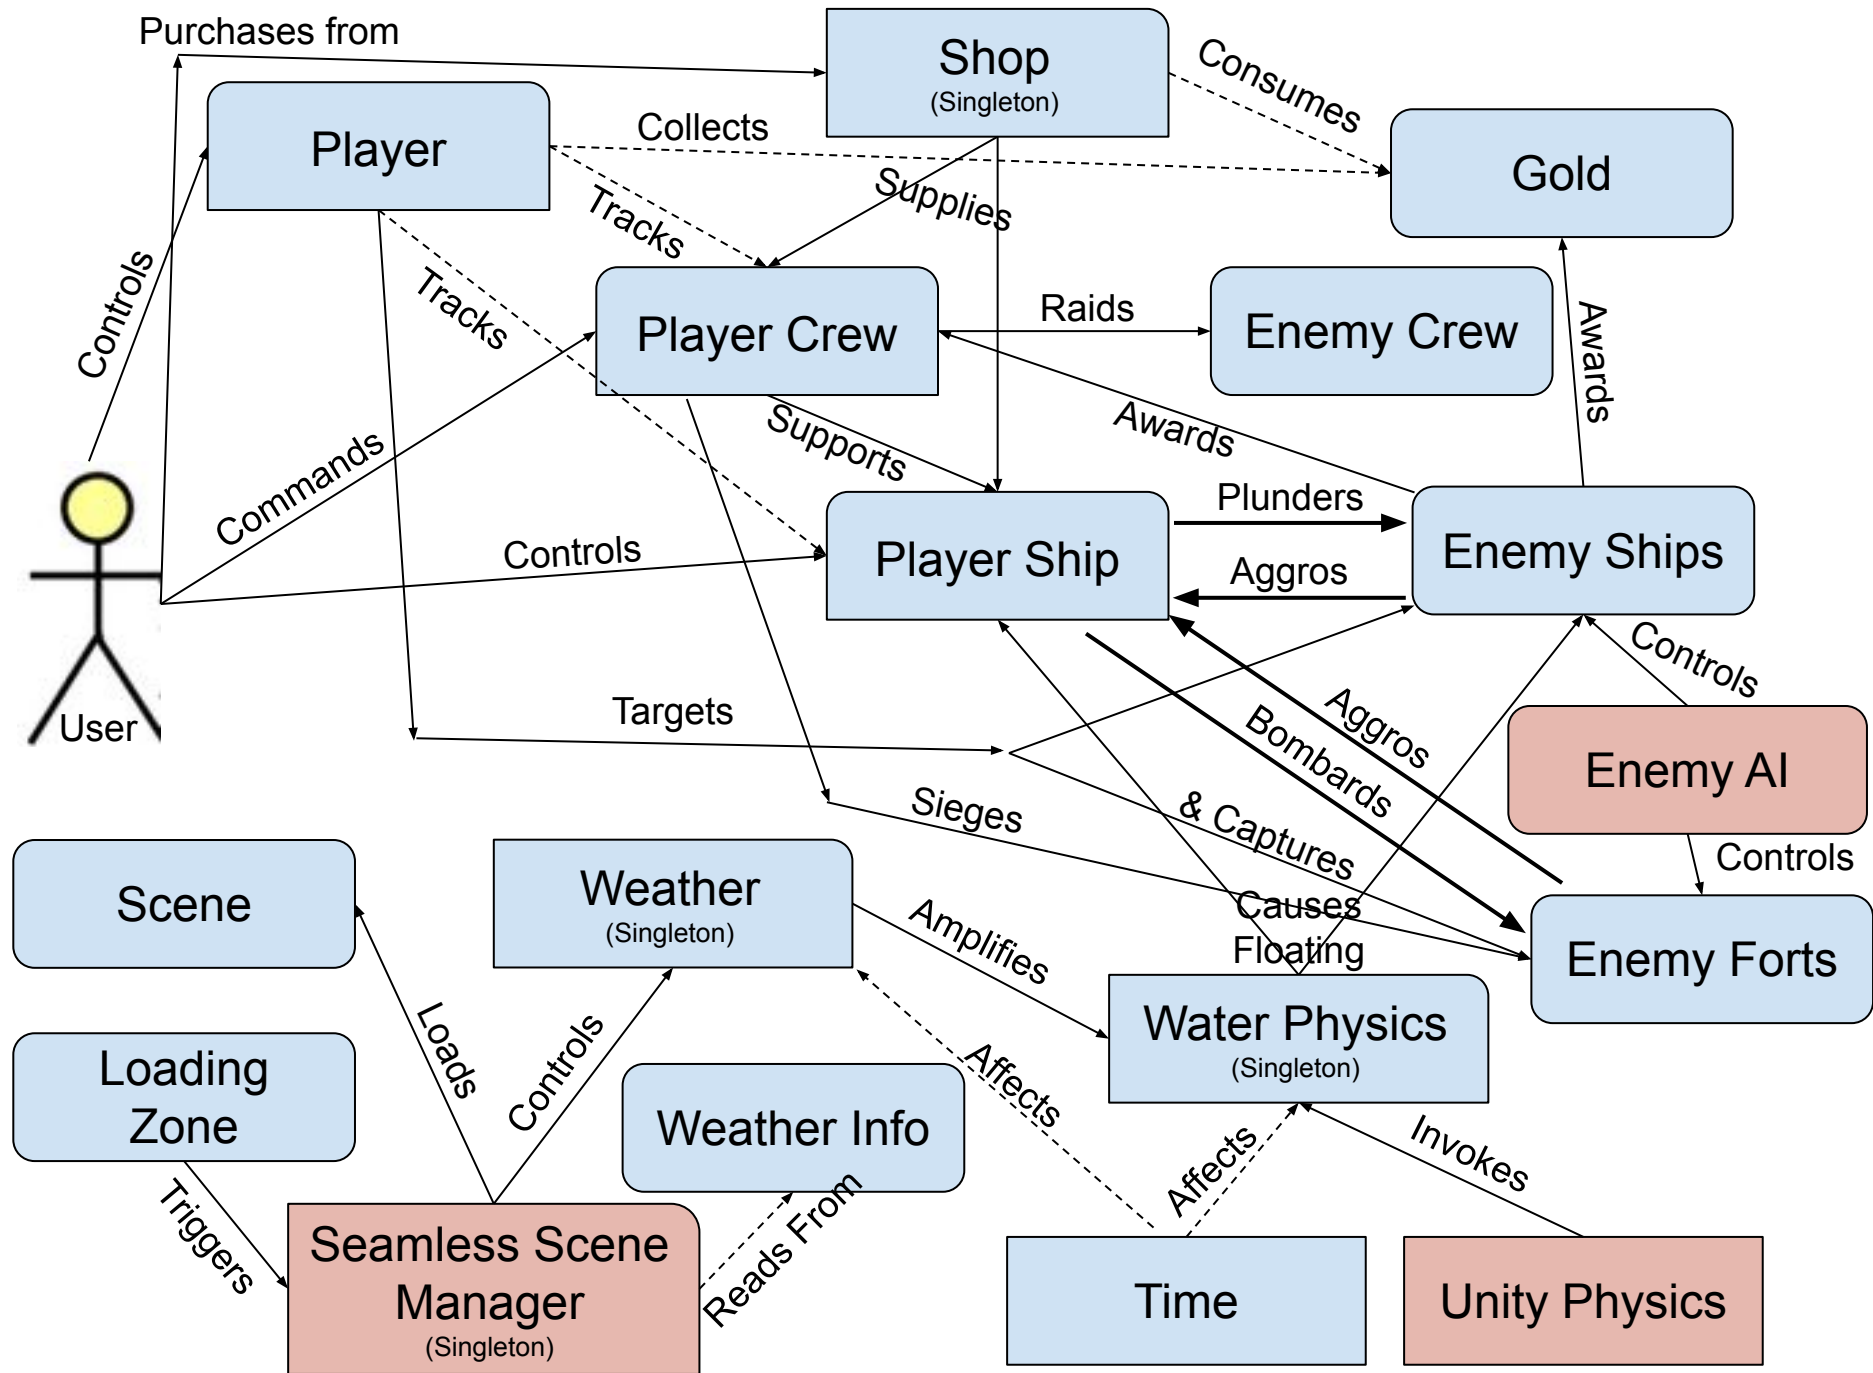 Purchases from
Shop
(Singleton)
Consumes
Player
Collects
Gold
Supplies
Tracks
Tracks
Controls
Player Crew
Raids
Enemy Crew
Awards
Awards
Supports
Commands
Controls
Player Ship
Plunders
Aggros
Enemy Ships
User
Targets
Controls
Aggros
Bombards
Enemy AI
Sieges
& Captures
Controls
Scene
Weather
(Singleton)
Amplifies
Causes
Floating
Enemy Forts
Loads
Controls
Water Physics
(Singleton)
Loading
Zone
Weather Info
Affects
Affects
Invokes
Triggers
Seamless Scene
Manager
(Singleton)
Reads From
Time
Unity Physics